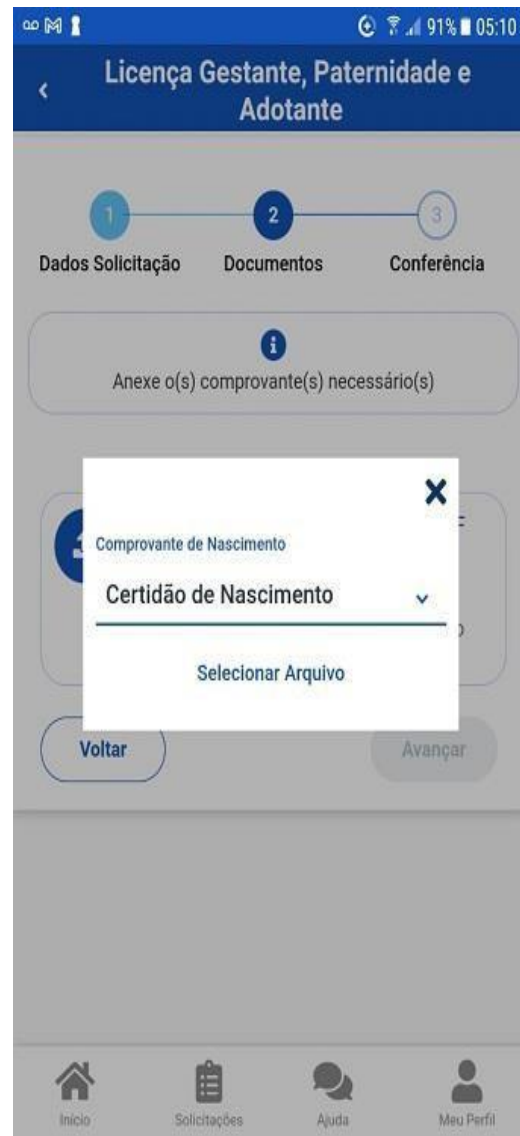 91% 05:10
Licença Gestante, Paternidade e
Adotante
1
2
3
Dados Solicitação Documentos Conferência
Anexe o(s) comprovante(s) necessário(s)
Comprovante de Nascimento
Certidão de Nascimento
Selecionar Arquivo
Voltar Avançar
Início Solicitações Ajuda Meu Perfil